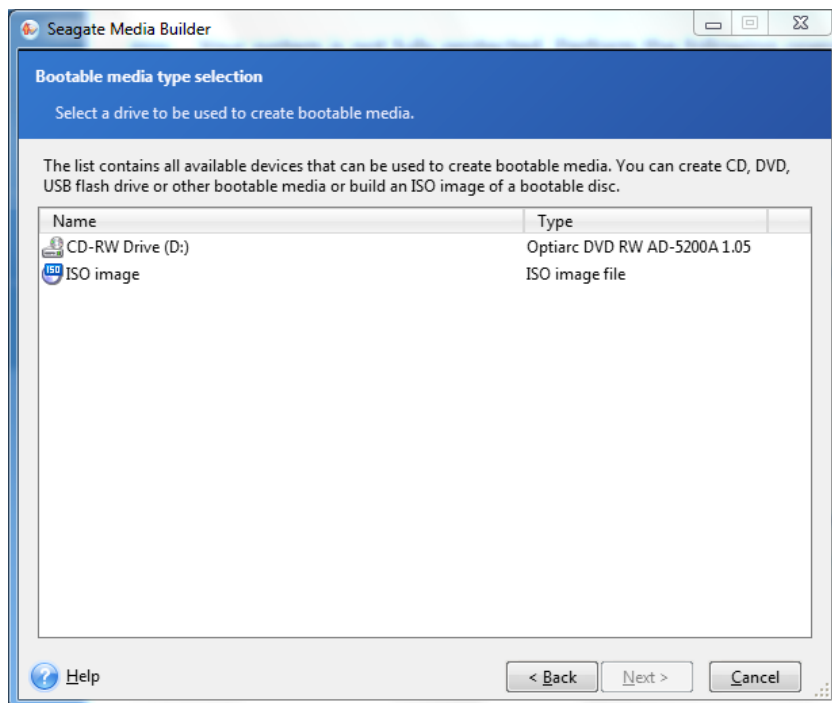 Seagate Media Builder
Bootable media type selection
Select a drive to be used to create bootable media.
The list contains all available devices that can be used to create bootable media. You can create CD, DVD,
USB flash drive or other bootable media or build an ISO image of a bootable disc.
Name Type
CD-RW Drive (D:) Optiarc DVD RW AD-5200A 1.05
ISO ISO image ISO image file
Help < Back Next > Cancel